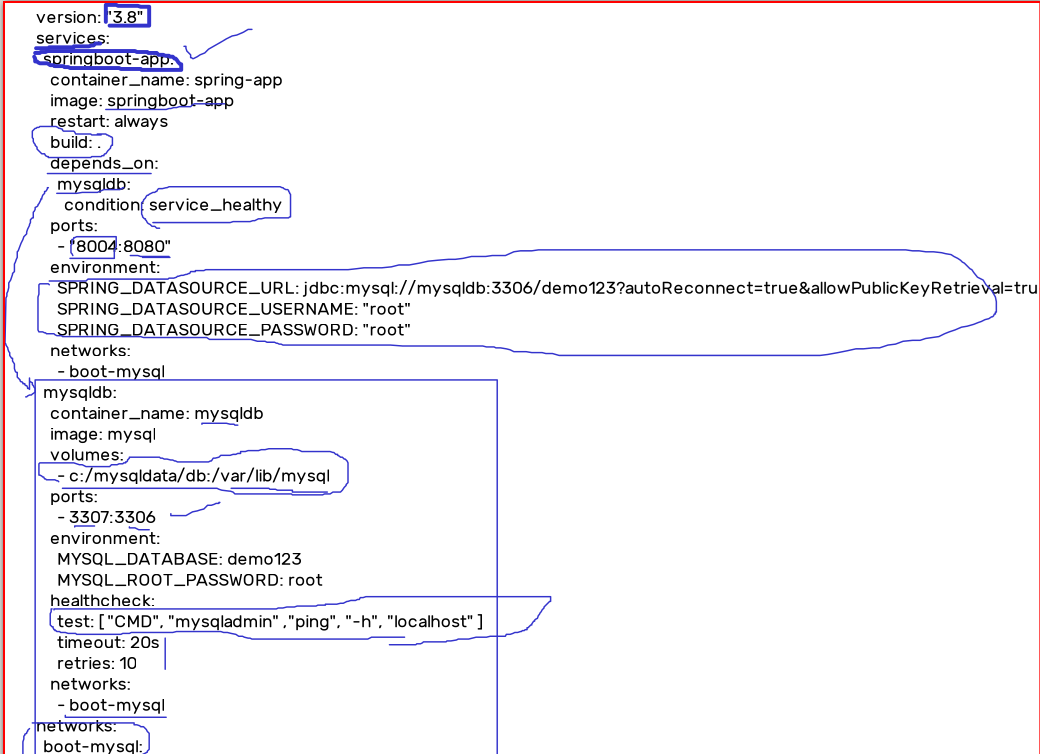 version: "3.8"
services:
springboot-app:
container_name: spring-app
image: springboot-app
restart: always
build: .
depends_on:
mysqldb:
condition: service_healthy
ports:
- "8004:8080"
environment:
SPRING_DATASOURCE_URL: jdbc:mysql://mysqldb:3306/demo123?autoReconnect=true&allowPublicKeyRetrieval=tru
SPRING_DATASOURCE_USERNAME: "root"
SPRING_DATASOURCE_PASSWORD: "root"
networks:
- boot-mysql
mysqldb:
container_name: mysqldb
image: mysql
volumes:
- c:/mysqldata/db:/var/lib/mysql
ports:
- 3307:3306
environment:
MYSQL_DATABASE: demo123
MYSQL_ROOT_PASSWORD: root
healthcheck:
test: [ "CMD", "mysqladmin" ,"ping", "-h", "localhost" ]
timeout: 20s
retries: 10
networks:
- boot-mysql
networks:
boot-mysql: